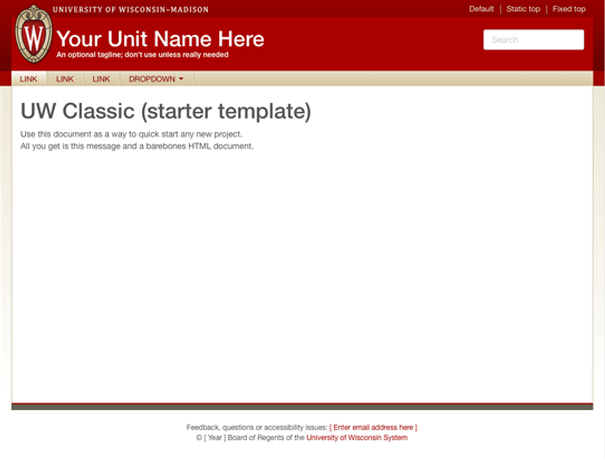 UNIVERSITY OF WISCONSIN–MADISON
Default | Static top | Fixed top
W
Your Unit Name Here
An optional tagline; don't use unless really needed
Search
LINK LINK LINK DROPDOWN
UW Classic (starter template)
Use this document as a way to quick start any new project.
All you get is this message and a barebones HTML document.
Feedback, questions or accessibility issues: [ Enter email address here ]
© [ Year ] Board of Regents of the University of Wisconsin System